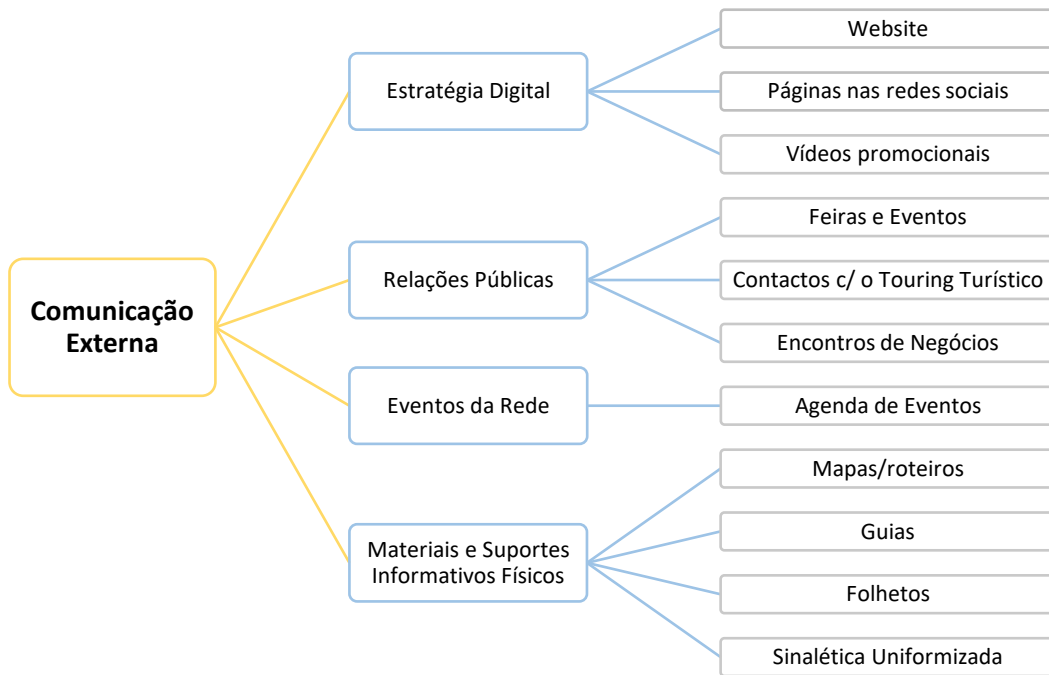 Comunicação
Externa
Estratégia Digital
Website
Páginas nas redes sociais
Vídeos promocionais
Relações Públicas
Feiras e Eventos
Contactos c/ o Touring Turístico
Encontros de Negócios
Eventos da Rede
Agenda de Eventos
Materiais e Suportes
Informativos Físicos
Mapas/roteiros
Guias
Folhetos
Sinalética Uniformizada